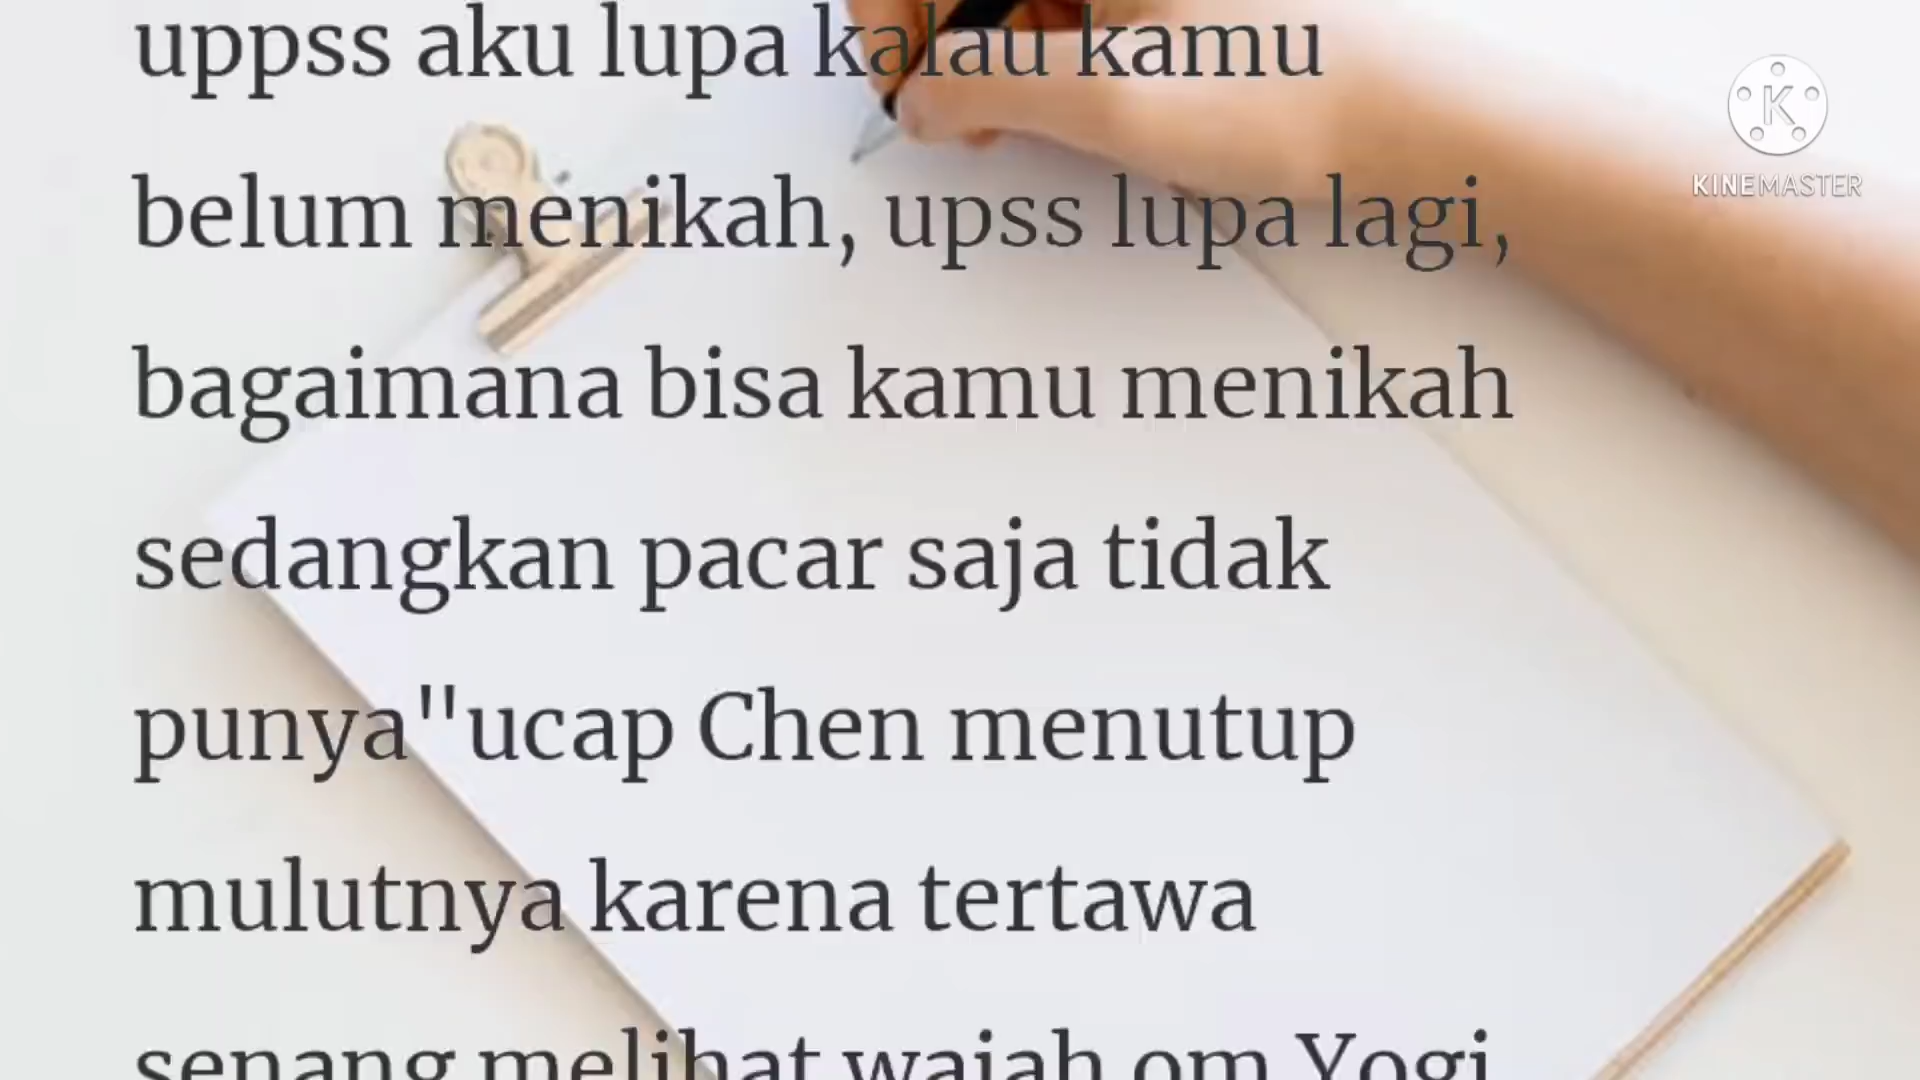 uppss aku lupa kalau kamu
belum menikah, upss lupa lagi,
bagaimana bisa kamu menikah
sedangkan pacar saja tidak
punya"ucap Chen menutup
mulutnya karena tertawa
senang melihat wajah om Yogi
K
KINEMASTER